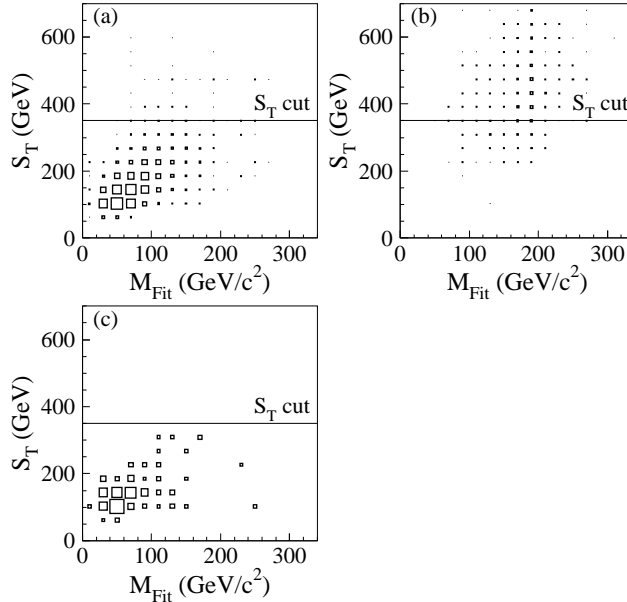 (a)
600
400
200
0
S_T (GeV)
S_T cut
0 100 200 300
M_Fit (GeV/c^2)
(b)
600
400
200
0
S_T (GeV)
S_T cut
0 100 200 300
M_Fit (GeV/c^2)
(c)
600
400
200
0
S_T (GeV)
S_T cut
0 100 200 300
M_Fit (GeV/c^2)